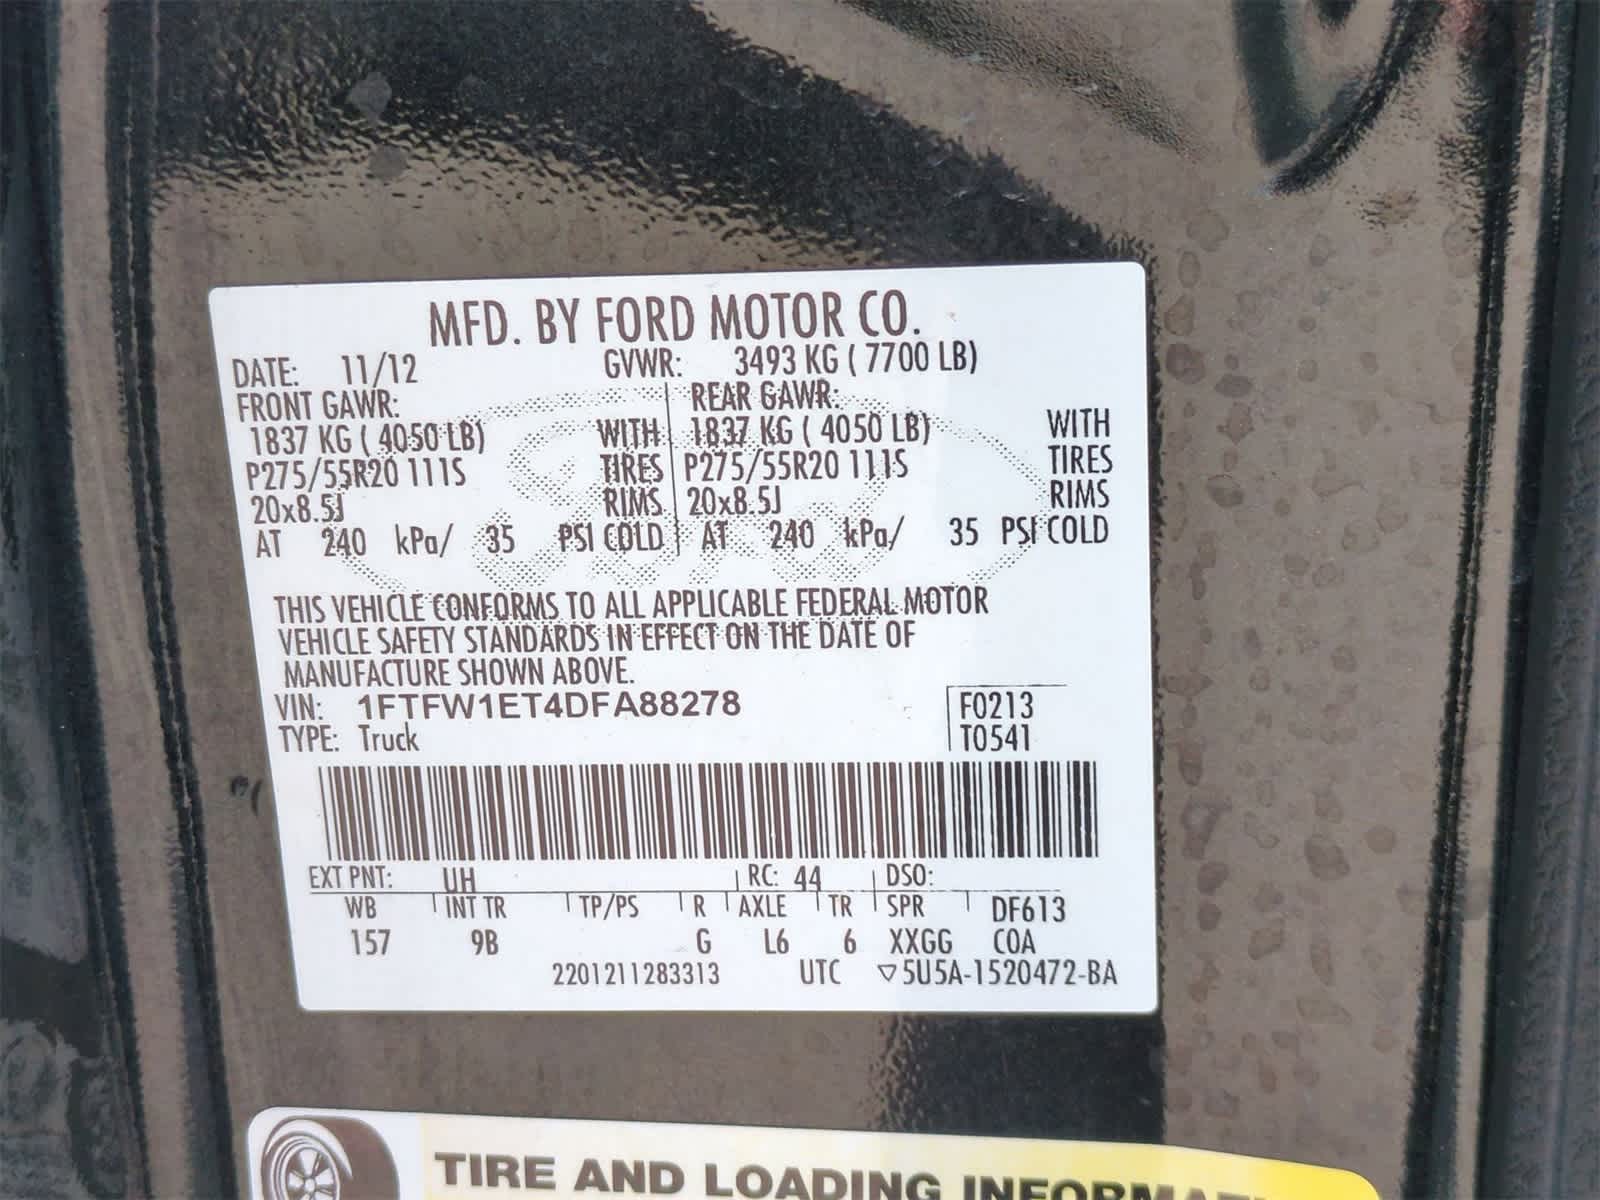 MFD. BY FORD MOTOR CO.
DATE: 11/12 GVWR: 3493 KG ( 7700 LB)
FRONT GAWR: REAR GAWR:
1837 KG ( 4050 LB) WITH 1837 KG ( 4050 LB) WITH
P275/55R20 111S TIRES P275/55R20 111S TIRES
20x8.5J RIMS 20x8.5J RIMS
AT 240 kPa/ 35 PSI COLD AT 240 kPa/ 35 PSI COLD
THIS VEHICLE CONFORMS TO ALL APPLICABLE FEDERAL MOTOR
VEHICLE SAFETY STANDARDS IN EFFECT ON THE DATE OF
MANUFACTURE SHOWN ABOVE.
VIN: 1FTFW1ET4DFA88278 F0213
TYPE: Truck T0541
EXT PNT: UH RC: 44 DSO:
WB INT TR TP/PS R AXLE TR SPR DF613
157 9B G L6 6 XXGG COA
2201211283313 UTC ▽5U5A-1520472-BA
TIRE AND LOADING INFORMATI